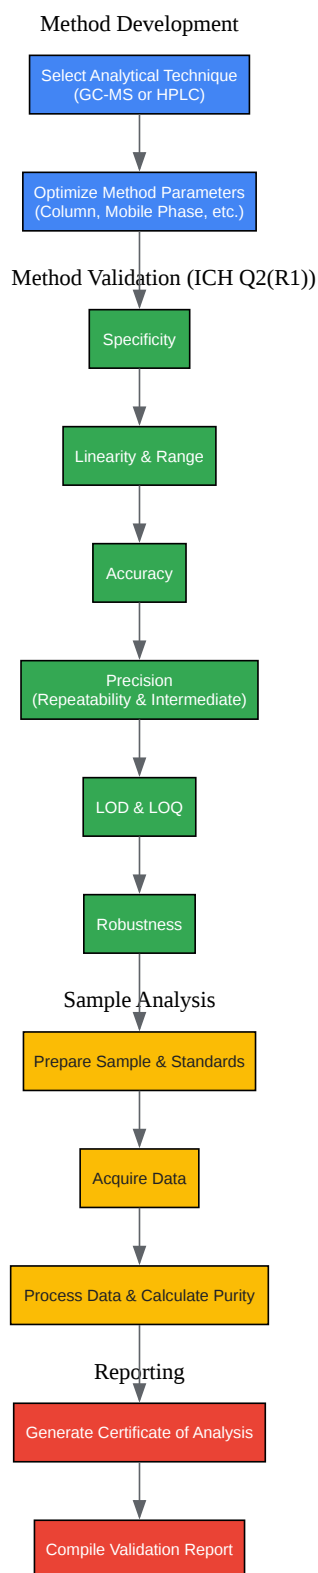 Method Development
Select Analytical Technique
(GC-MS or HPLC)
Optimize Method Parameters
(Column, Mobile Phase, etc.)
Method Validation (ICH Q2(R1))
Specificity
Linearity & Range
Accuracy
Precision
(Repeatability & Intermediate)
LOD & LOQ
Robustness
Sample Analysis
Prepare Sample & Standards
Acquire Data
Process Data & Calculate Purity
Reporting
Generate Certificate of Analysis
Compile Validation Report